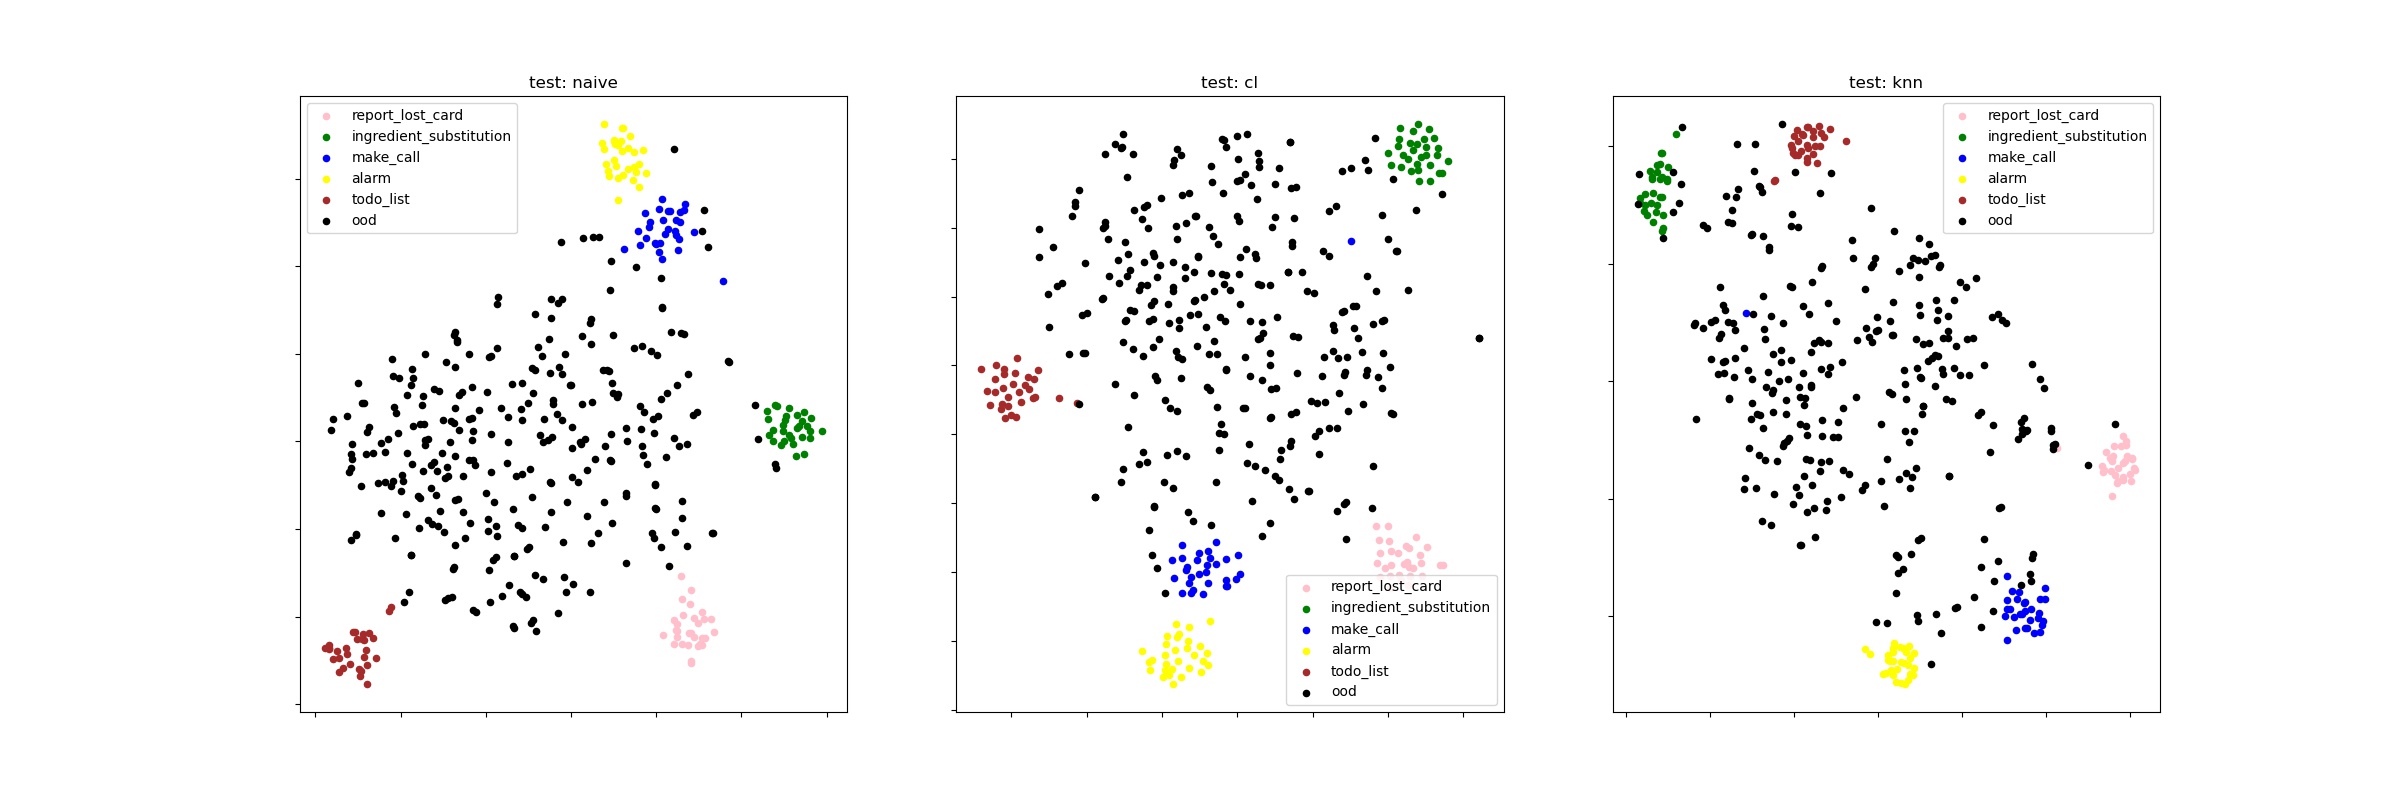 test: naive
report_lost_card
ingredient_substitution
make_call
alarm
todo_list
ood
test: cl
report_lost_card
ingredient_substitution
make_call
alarm
todo_list
ood
test: knn
report_lost_card
ingredient_substitution
make_call
alarm
todo_list
ood